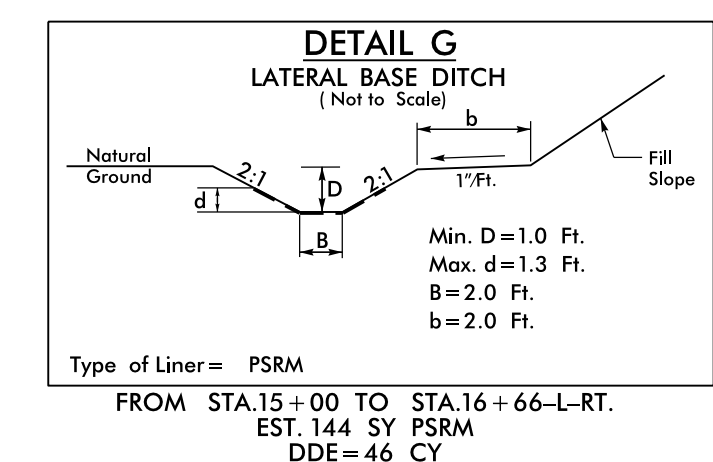 DETAIL G
LATERAL BASE DITCH
( Not to Scale)
b
Natural
Ground
2:1
D
2:1
1"/Ft.
Fill
Slope
d
B
Min. D=1.0 Ft.
Max. d=1.3 Ft.
B=2.0 Ft.
b=2.0 Ft.
Type of Liner= PSRM
FROM STA.15+00 TO STA.16+66-L-RT.
EST. 144 SY PSRM
DDE=46 CY